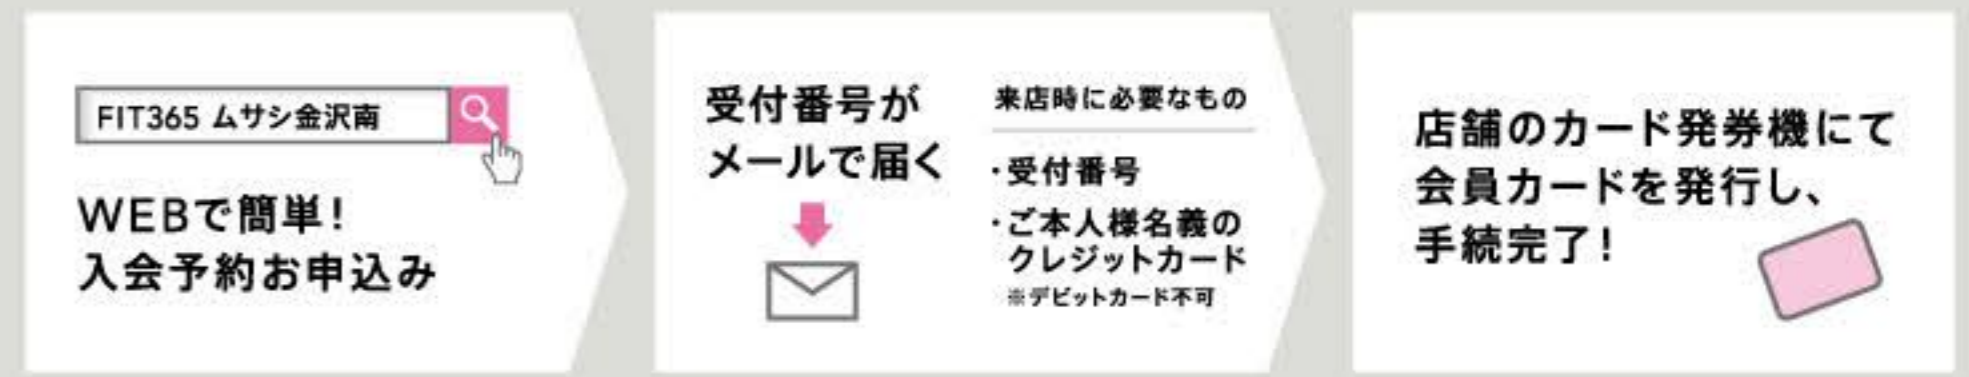 FIT365 ムサシ金沢南
WEBで簡単!
入会予約お申込み
受付番号が
メールで届く
来店時に必要なもの
・受付番号
・ご本人様名義の
クレジットカード
※デビットカード不可
店舗のカード発券機にて
会員カードを発行し、
手続完了!